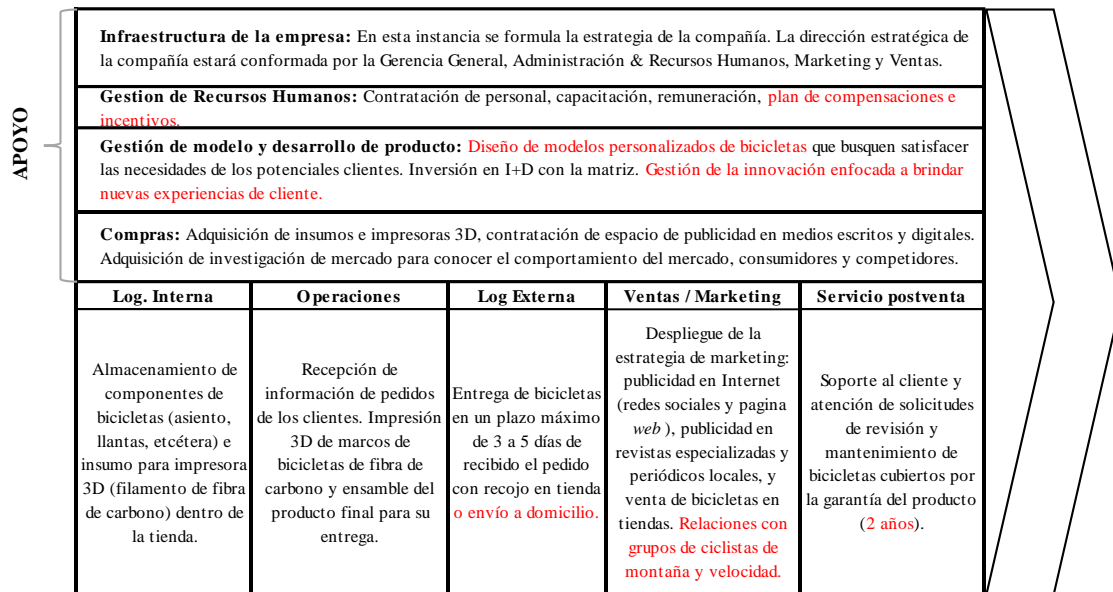 APOYO
Infraestructura de la empresa: En esta instancia se formula la estrategia de la compañía. La dirección estratégica de
la compañía estará conformada por la Gerencia General, Administración & Recursos Humanos, Marketing y Ventas.
Gestion de Recursos Humanos: Contratación de personal, capacitación, remuneración, plan de compensaciones e
incentivos.
Gestión de modelo y desarrollo de producto: Diseño de modelos personalizados de bicicletas que busquen satisfacer
las necesidades de los potenciales clientes. Inversión en I+D con la matriz. Gestión de la innovación enfocada a brindar
nuevas experiencias de cliente.
Compras: Adquisición de insumos e impresoras 3D, contratación de espacio de publicidad en medios escritos y digitales.
Adquisición de investigación de mercado para conocer el comportamiento del mercado, consumidores y competidores.
Log. Interna
Almacenamiento de
componentes de
bicicletas (asiento,
llantas, etcétera) e
insumo para impresora
3D (filamento de fibra
de carbono) dentro de
la tienda.
Operaciones
Recepción de
información de pedidos
de los clientes. Impresión
3D de marcos de
bicicletas de fibra de
carbono y ensamble del
producto final para su
entrega.
Log Externa
Entrega de bicicletas
en un plazo máximo
de 3 a 5 días de
recibido el pedido
con recojo en tienda
o envío a domicilio.
Ventas / Marketing
Despliegue de la
estrategia de marketing:
publicidad en Internet
(redes sociales y pagina
web ), publicidad en
revistas especializadas y
periódicos locales, y
venta de bicicletas en
tiendas. Relaciones con
grupos de ciclistas de
montaña y velocidad.
Servicio postventa
Soporte al cliente y
atención de solicitudes
de revisión y
mantenimiento de
bicicletas cubiertos por
la garantía del producto
(2 años).